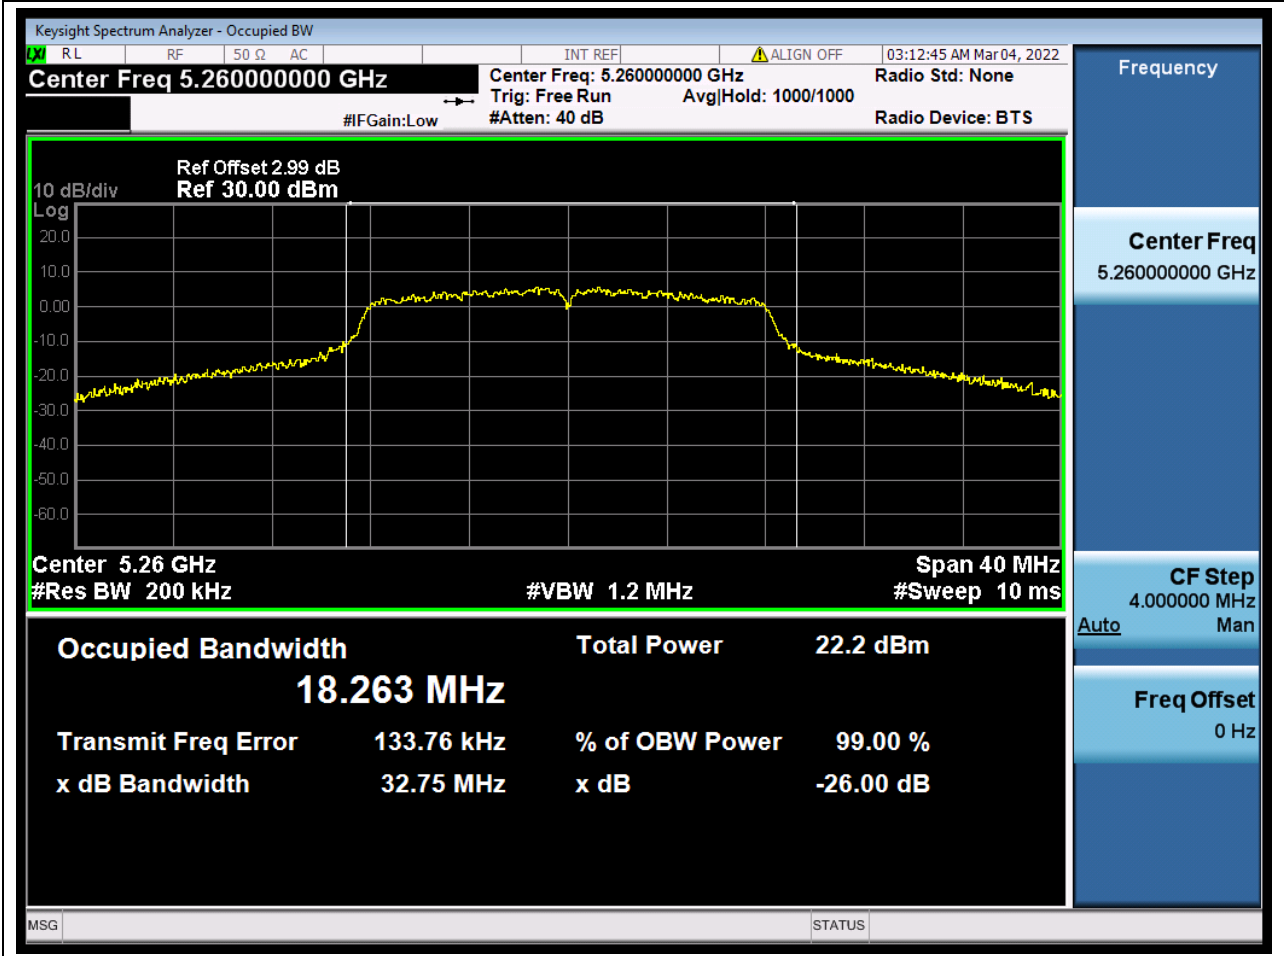 Keysight Spectrum Analyzer - Occupied BW
LXI RL RF 50 Ω AC INT REF ALIGN OFF 03:12:45 AM Mar 04, 2022
Center Freq 5.260000000 GHz
Center Freq: 5.260000000 GHz Radio Std: None
Trig: Free Run Avg|Hold: 1000/1000
#IFGain:Low #Atten: 40 dB Radio Device: BTS
Ref Offset 2.99 dB
10 dB/div Ref 30.00 dBm
Log
20.0
10.0
0.00
-10.0
-20.0
-30.0
-40.0
-50.0
-60.0
Center 5.26 GHz Span 40 MHz
#Res BW 200 kHz #VBW 1.2 MHz #Sweep 10 ms
Occupied Bandwidth Total Power 22.2 dBm
18.263 MHz
Transmit Freq Error 133.76 kHz % of OBW Power 99.00 %
x dB Bandwidth 32.75 MHz x dB -26.00 dB
Frequency
Center Freq
5.260000000 GHz
CF Step
4.000000 MHz
Auto Man
Freq Offset
0 Hz
MSG STATUS